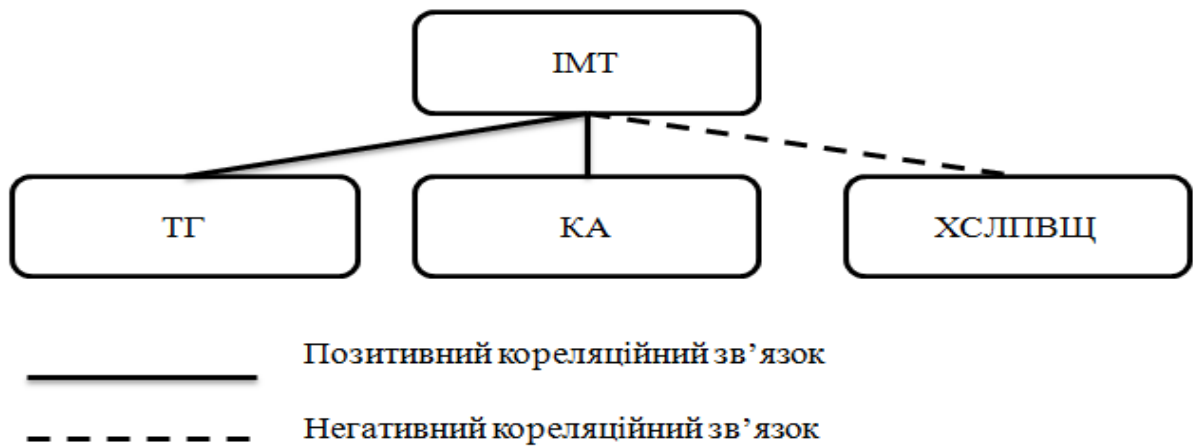 ІМТ
ТГ
КА
ХСЛПВЩ
Позитивний кореляційний зв’язок
Негативний кореляційний зв’язок